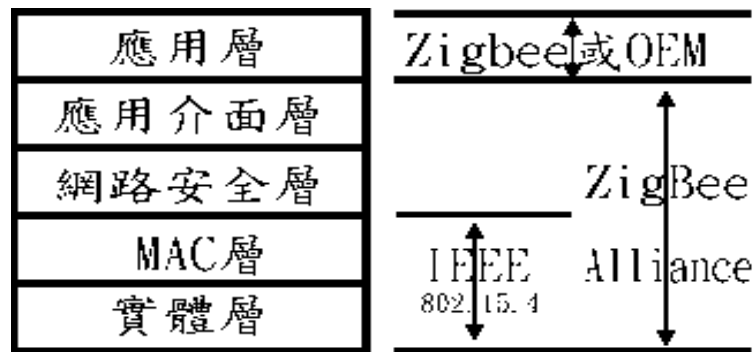 應用層
應用介面層
網路安全層
MAC層
實體層
Zigbee或OEM
ZigBee
Alliance
IEEE
802.15.4